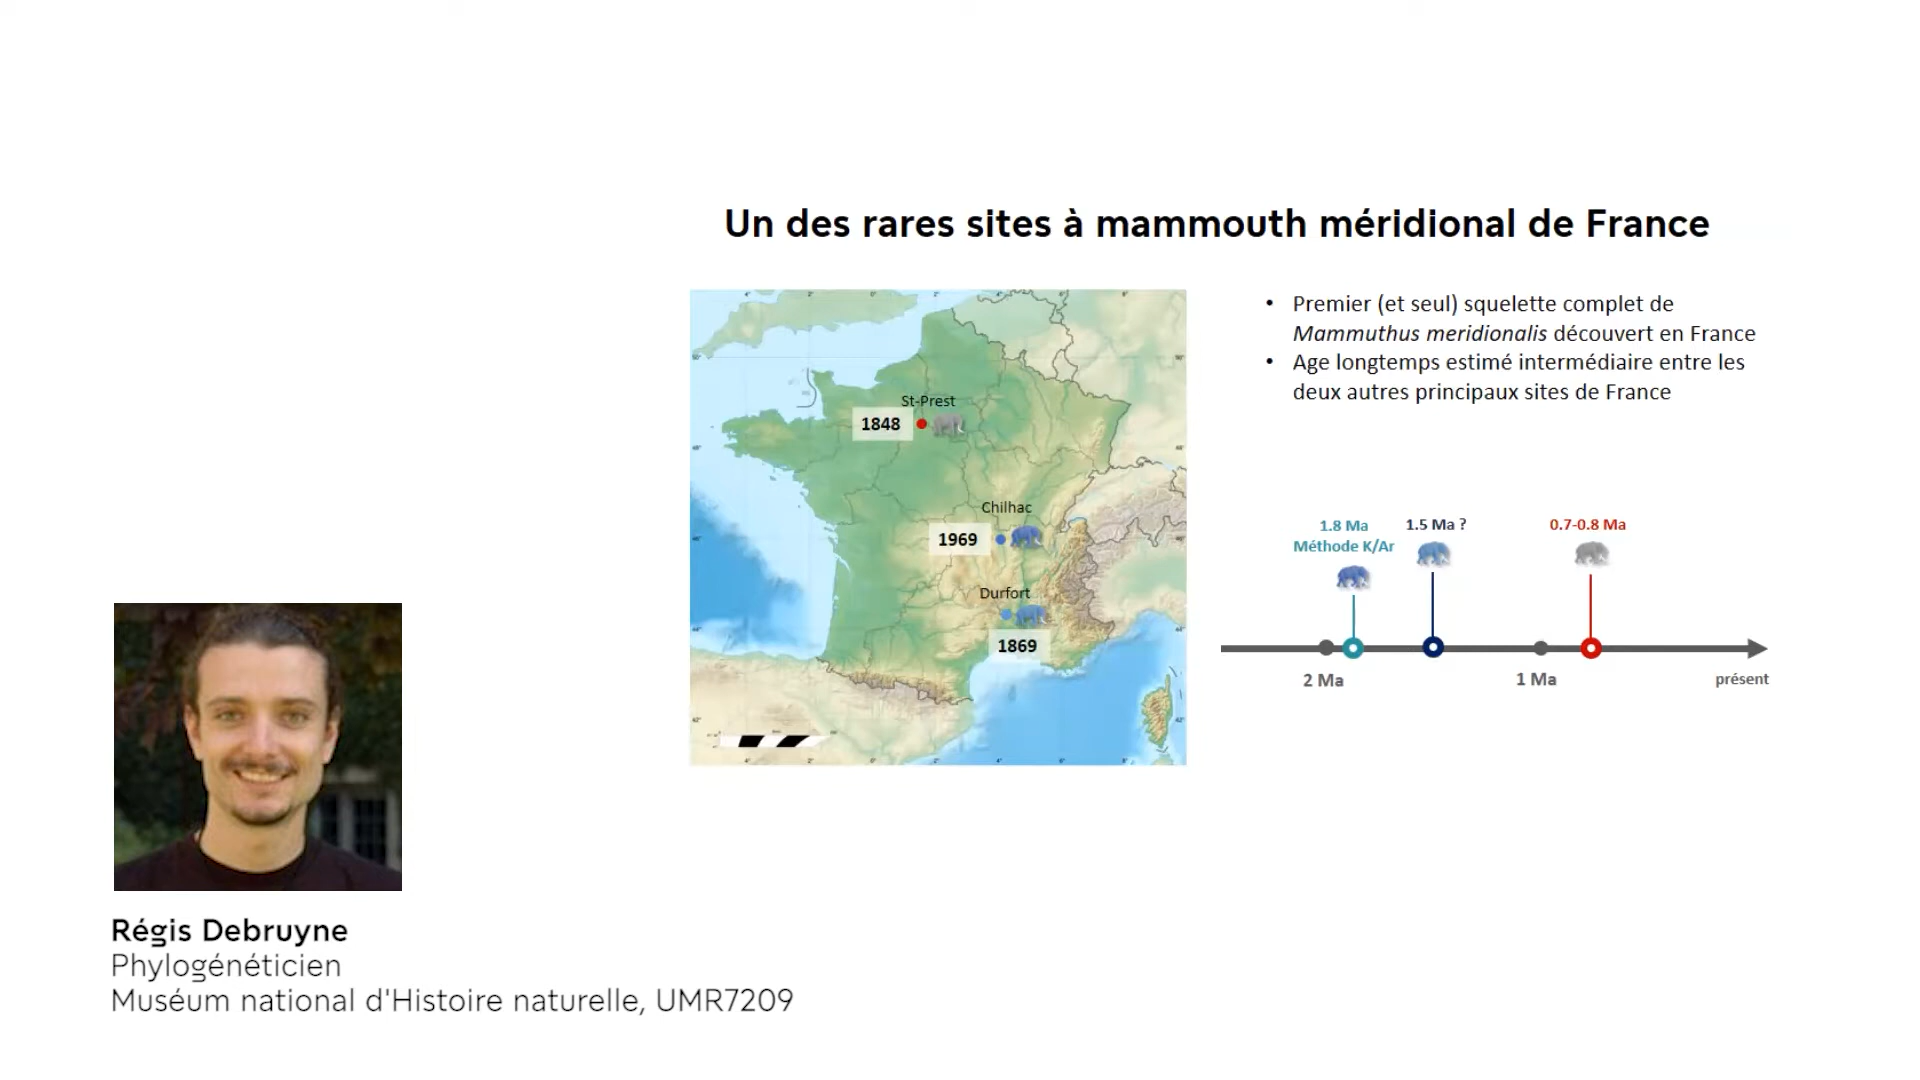 Un des rares sites à mammouth méridional de France
• Premier (et seul) squelette complet de
Mammuthus meridionalis découvert en France
• Age longtemps estimé intermédiaire entre les
deux autres principaux sites de France
St-Prest
1848
Chilhac
1969
Durfort
1869
1.8 Ma
Méthode K/Ar
1.5 Ma ?
0.7-0.8 Ma
2 Ma
1 Ma
présent
Régis Debruyne
Phylogénéticien
Muséum national d'Histoire naturelle, UMR7209